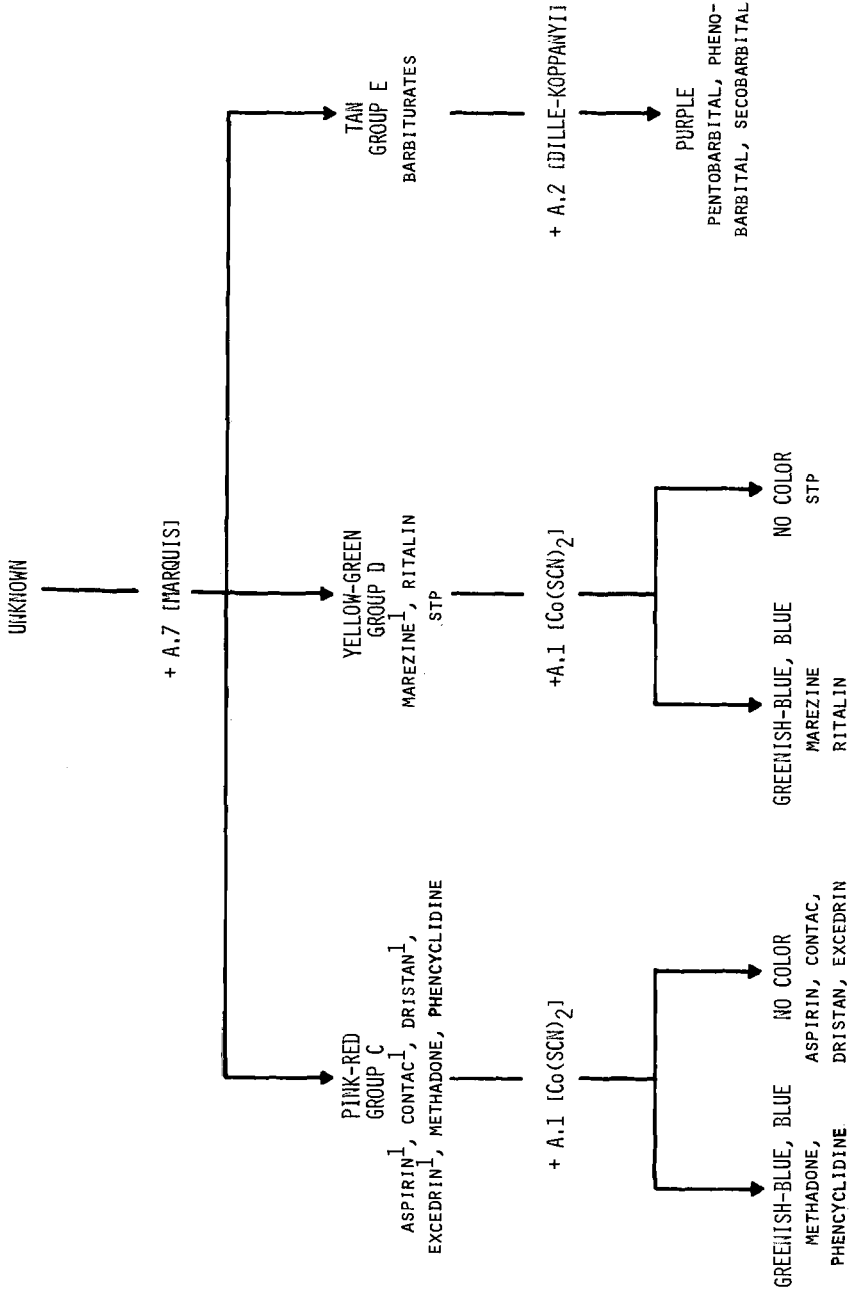 UNKNOWN
+ A.7 [MARQUIS]
PINK-RED
GROUP C
ASPIRIN¹, CONTAC¹, DRISTAN¹,
EXCEDRIN¹, METHADONE, PHENCYCLIDINE
+ A.1 [Co(SCN)₂]
GREENISH-BLUE, BLUE
METHADONE,
PHENCYCLIDINE
NO COLOR
ASPIRIN, CONTAC,
DRISTAN, EXCEDRIN
YELLOW-GREEN
GROUP D
MAREZINE¹, RITALIN
STP
+A.1 [Co(SCN)₂]
GREENISH-BLUE, BLUE
MAREZINE
RITALIN
NO COLOR
STP
TAN
GROUP E
BARBITURATES
+ A.2 [DILLE-KOPPANYI]
PURPLE
PENTOBARBITAL, PHENO-
BARBITAL, SECOBARBITAL